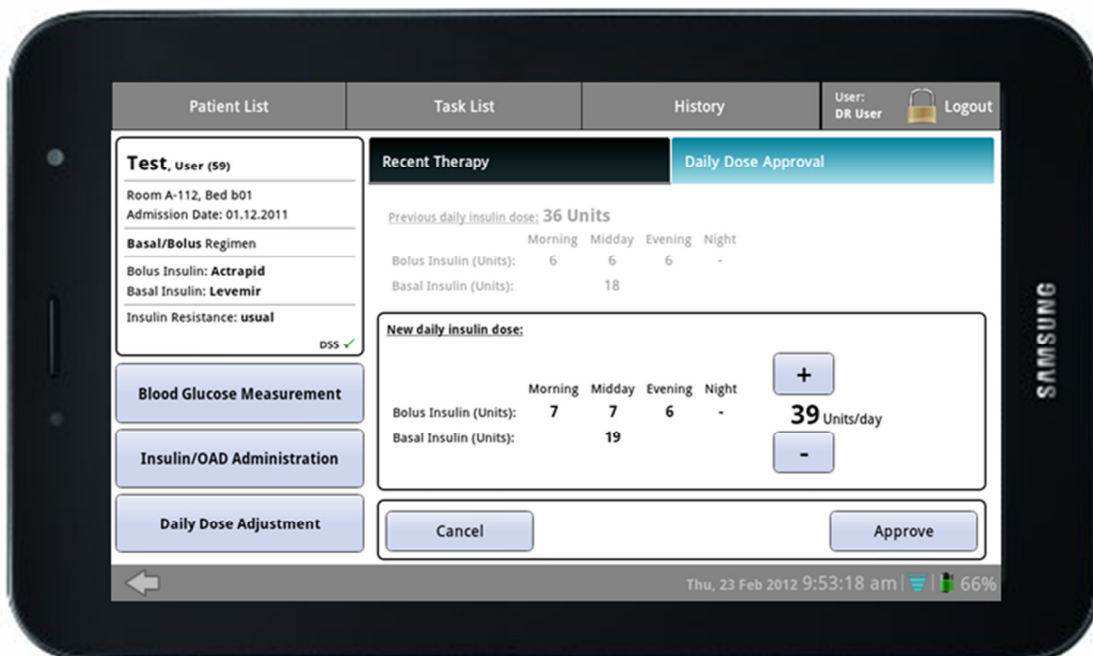 Patient List
Task List
History
User:
DR User
Logout
Test, User (59)
Room A-112, Bed b01
Admission Date: 01.12.2011
Basal/Bolus Regimen
Bolus Insulin: Actrapid
Basal Insulin: Levemir
Insulin Resistance: usual
DSS
Blood Glucose Measurement
Insulin/OAD Administration
Daily Dose Adjustment
Recent Therapy
Daily Dose Approval
Previous daily insulin dose: 36 Units
Morning Midday Evening Night
Bolus Insulin (Units): 6 6 6 -
Basal Insulin (Units): 18
New daily insulin dose:
Morning Midday Evening Night
Bolus Insulin (Units): 7 7 6 -
Basal Insulin (Units): 19
+
39 Units/day
-
Cancel
Approve
Thu, 23 Feb 2012 9:53:18 am
66%
SAMSUNG